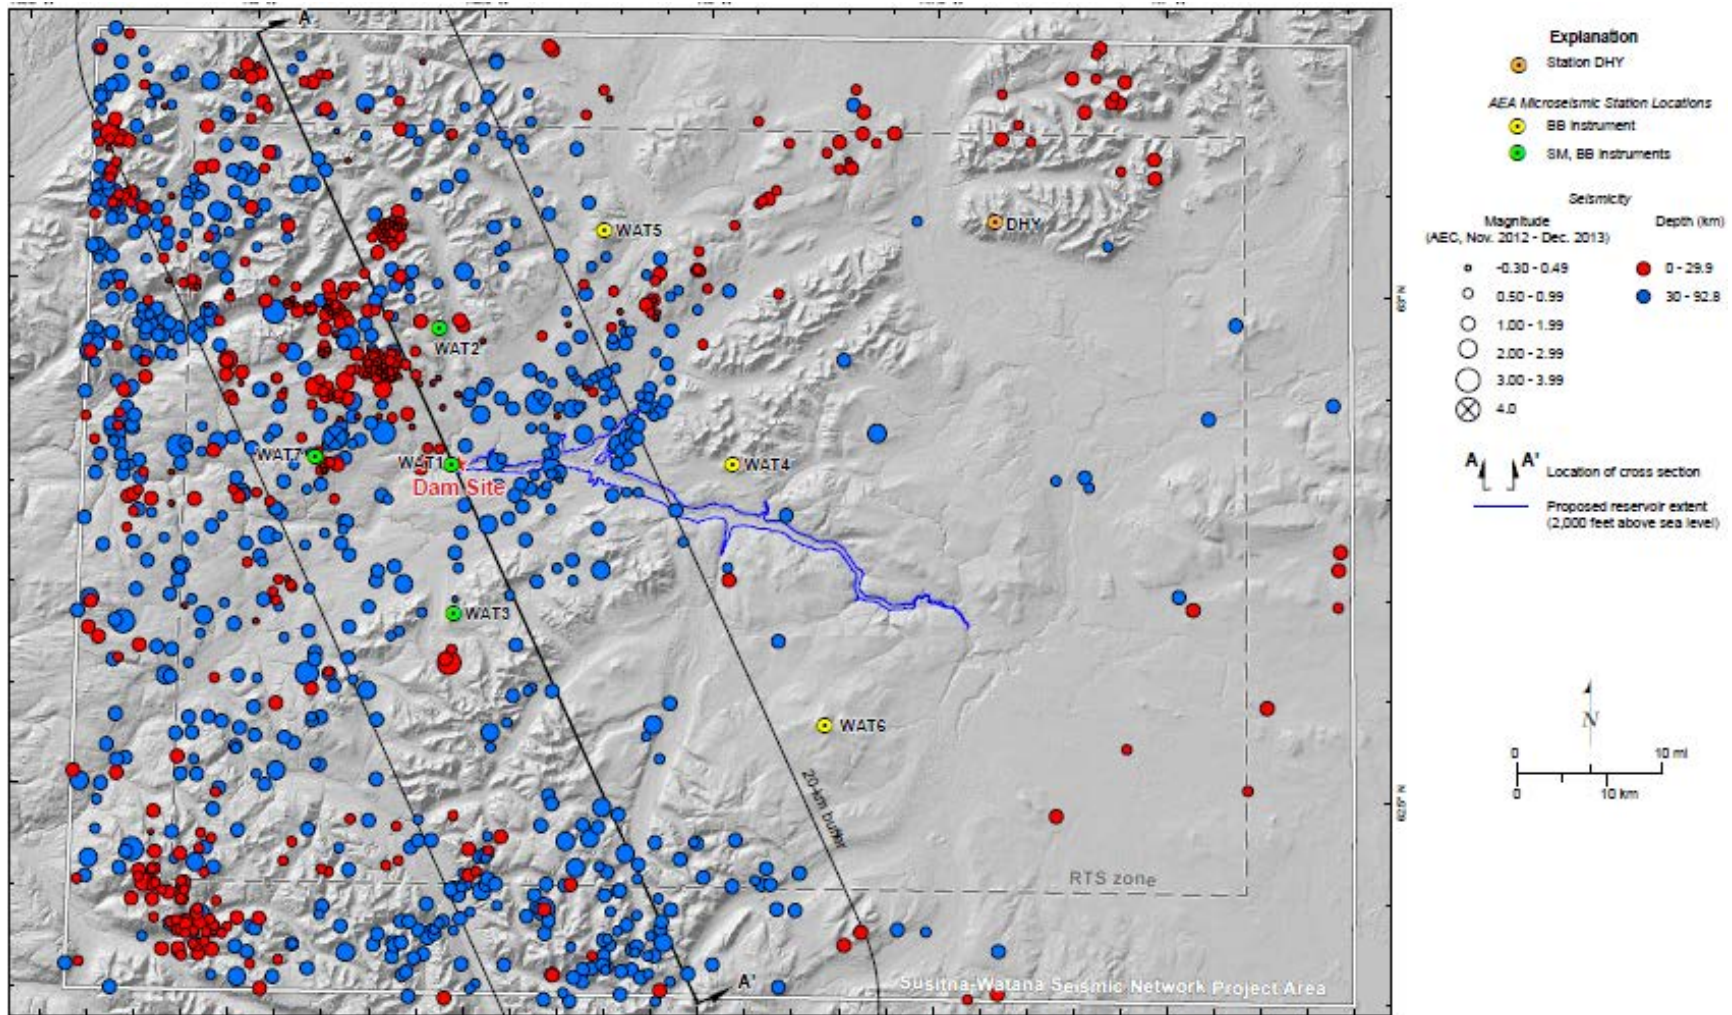 A
WAT5
DHY
WAT2
WAT7
WAT1
Dam Site
WAT4
WAT3
WAT6
20-km buffer
RTS zone
A'
Susitna-Watana Seismic Network Project Area
63° N
62.5° N
Explanation
Station DHY
AEA Microseismic Station Locations
BB Instrument
SM, BB Instruments
Seismicity
Magnitude
(AEC, Nov. 2012 - Dec. 2013)
Depth (km)
-0.30 - 0.49
0 - 29.9
0.50 - 0.99
30 - 92.8
1.00 - 1.99
2.00 - 2.99
3.00 - 3.99
4.0
A A'
Location of cross section
Proposed reservoir extent
(2,000 feet above sea level)
N
0 10 mi
0 10 km